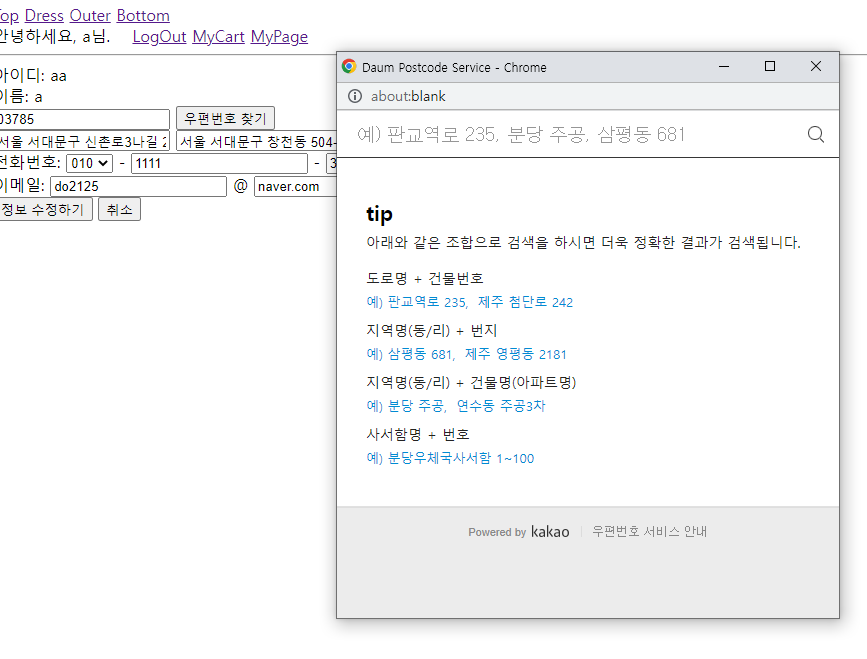 Top Dress Outer Bottom
안녕하세요, a님. LogOut MyCart MyPage
아이디: aa
이름: a
03785 우편번호 찾기
서울 서대문구 신촌로3나길 서울 서대문구 창천동 504-
전화번호: 010 - 1111 - 3
이메일: do2125 @ naver.com
정보 수정하기 취소
Daum Postcode Service - Chrome
about:blank
예) 판교역로 235, 분당 주공, 삼평동 681
tip
아래와 같은 조합으로 검색을 하시면 더욱 정확한 결과가 검색됩니다.
도로명 + 건물번호
예) 판교역로 235, 제주 첨단로 242
지역명(동/리) + 번지
예) 삼평동 681, 제주 영평동 2181
지역명(동/리) + 건물명(아파트명)
예) 분당 주공, 연수동 주공3차
사서함명 + 번호
예) 분당우체국사서함 1~100
Powered by kakao 우편번호 서비스 안내